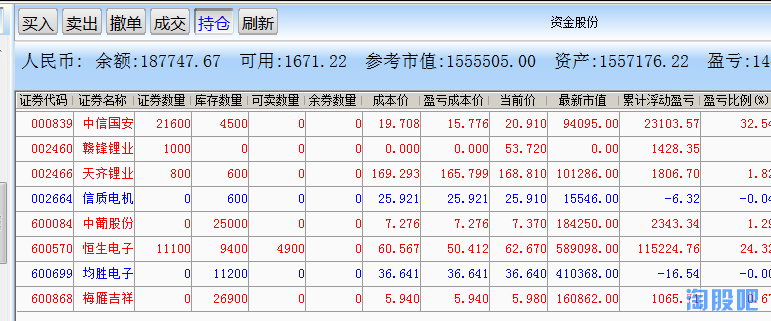 买入 卖出 撤单 成交 持仓 刷新 资金股份
人民币: 余额:187747.67 可用:1671.22 参考市值:1555505.00 资产:1557176.22 盈亏:14
证券代码 证券名称 证券数量 库存数量 可卖数量 余券数量 成本价 盈亏成本价 当前价 最新市值 累计浮动盈亏 盈亏比例(%)
000839 中信国安 21600 4500 0 0 19.708 15.776 20.910 94095.00 23103.57 32.54
002460 赣锋锂业 1000 0 0 0 0.000 0.000 53.720 0.00 1428.35
002466 天齐锂业 800 600 0 0 169.293 165.799 168.810 101286.00 1806.70 1.82
002664 信质电机 0 600 0 0 25.921 25.921 25.910 15546.00 -6.32 -0.04
600084 中葡股份 0 25000 0 0 7.276 7.276 7.370 184250.00 2343.34 1.29
600570 恒生电子 11100 9400 4900 0 60.567 50.412 62.670 589098.00 115224.76 24.32
600699 均胜电子 0 11200 0 0 36.641 36.641 36.640 410368.00 -16.54 -0.00
600868 梅雁吉祥 0 26900 0 0 5.940 5.940 5.980 160862.00
淘股吧